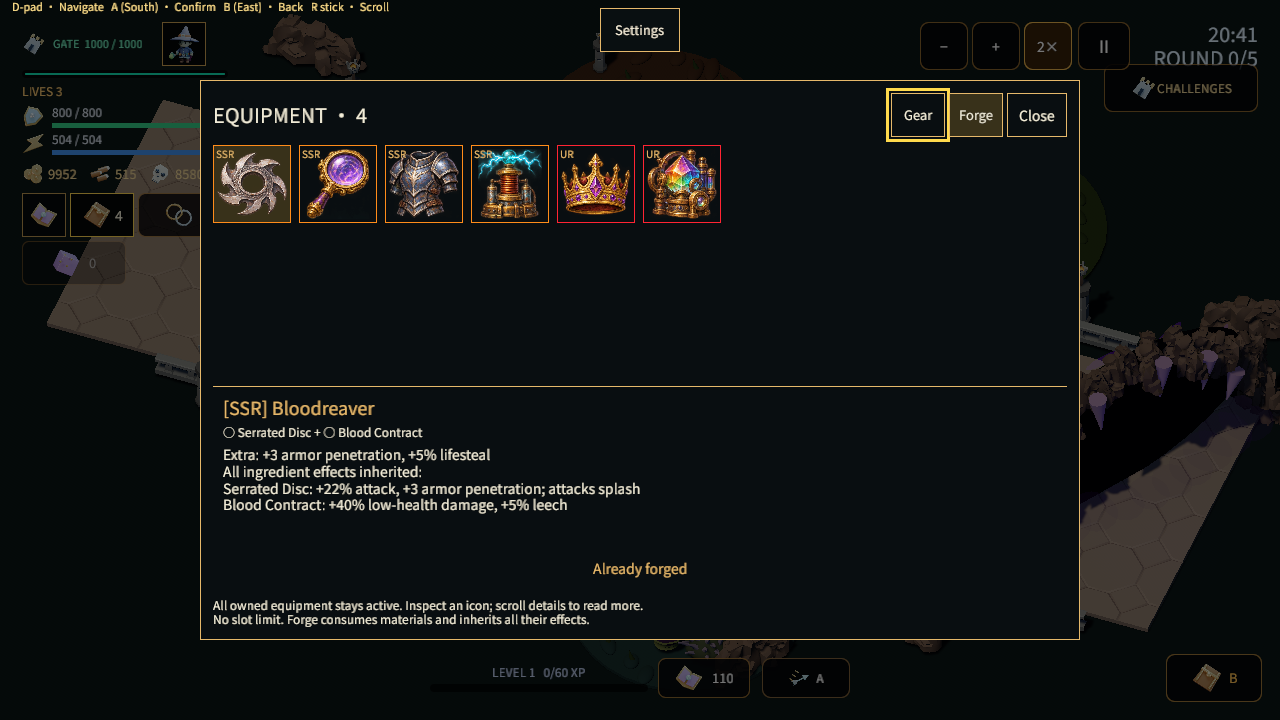 D-pad • Navigate A (South) • Confirm B (East) • Back R stick • Scroll
Settings
GATE 1000 / 1000
− + 2× II
20:41
ROUND 0/5
CHALLENGES
LIVES 3
800 / 800
504 / 504
9952 515 8580
4
0
EQUIPMENT • 4
Gear Forge Close
SSR SSR SSR SSR UR UR
[SSR] Bloodreaver
○ Serrated Disc + ○ Blood Contract
Extra: +3 armor penetration, +5% lifesteal
All ingredient effects inherited:
Serrated Disc: +22% attack, +3 armor penetration; attacks splash
Blood Contract: +40% low-health damage, +5% leech
Already forged
All owned equipment stays active. Inspect an icon; scroll details to read more.
No slot limit. Forge consumes materials and inherits all their effects.
LEVEL 1 0/60 XP
110
A
B